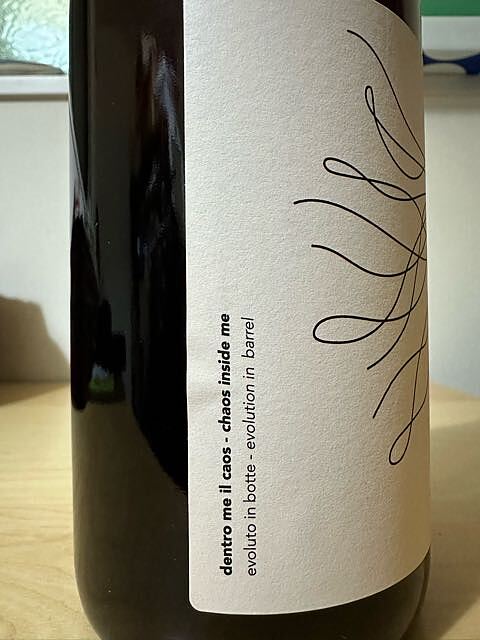 dentro me il caos - chaos inside me
evoluto in botte - evolution in barrel